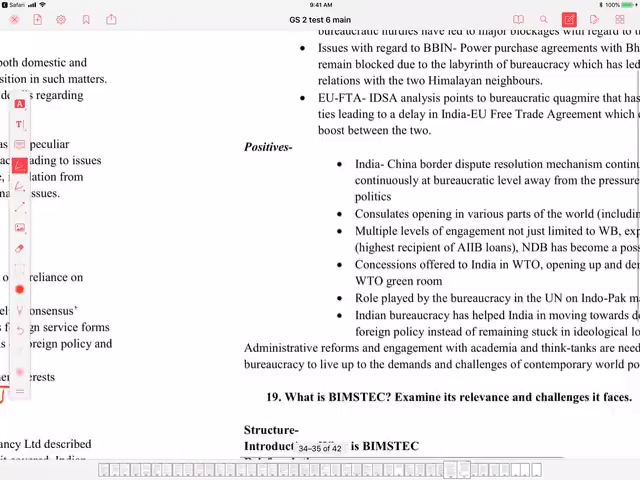 Safari
9:41 AM
100%
GS 2 test 6 main
both domestic and
sition in such matters.
regarding
peculiar
ading to issues
lation from
issues.
reliance on
onsensus'
service forms
oreign policy and
erests
ancy Ltd described
bureaucratic hurdles have led to major blockages with regard to
Issues with regard to BBIN- Power purchase agreements with Bh
remain blocked due to the labyrinth of bureaucracy which has led
relations with the two Himalayan neighbours.
EU-FTA- IDSA analysis points to bureaucratic quagmire that has
ties leading to a delay in India-EU Free Trade Agreement which
boost between the two.
Positives-
India- China border dispute resolution mechanism contin
continuously at bureaucratic level away from the pressure
politics
Consulates opening in various parts of the world (includin
Multiple levels of engagement not just limited to WB, exp
(highest recipient of AIIB loans), NDB has become a pos
Concessions offered to India in WTO, opening up and de
WTO green room
Role played by the bureaucracy in the UN on Indo-Pak m
Indian bureaucracy has helped India in moving towards d
foreign policy instead of remaining stuck in ideological lo
Administrative reforms and engagement with academia and think-tanks are need
bureaucracy to live up to the demands and challenges of contemporary world po
19. What is BIMSTEC? Examine its relevance and challenges it faces.
Structure-
is BIMSTEC
34–35 of 42